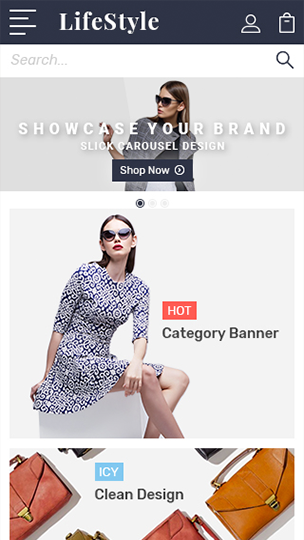 LifeStyle
Search...
SHOWCASE YOUR BRAND
SLICK CAROUSEL DESIGN
Shop Now
HOT
Category Banner
ICY
Clean Design